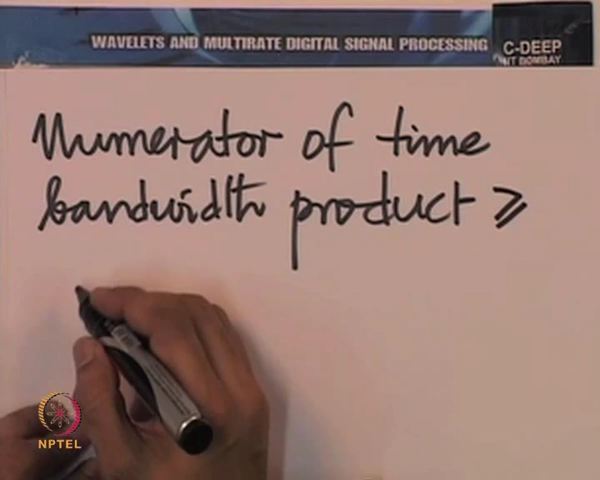 WAVELETS AND MULTIRATE DIGITAL SIGNAL PROCESSING
C-DEEP
IIT BOMBAY
Numerator of time
bandwidth product ≥
NPTEL